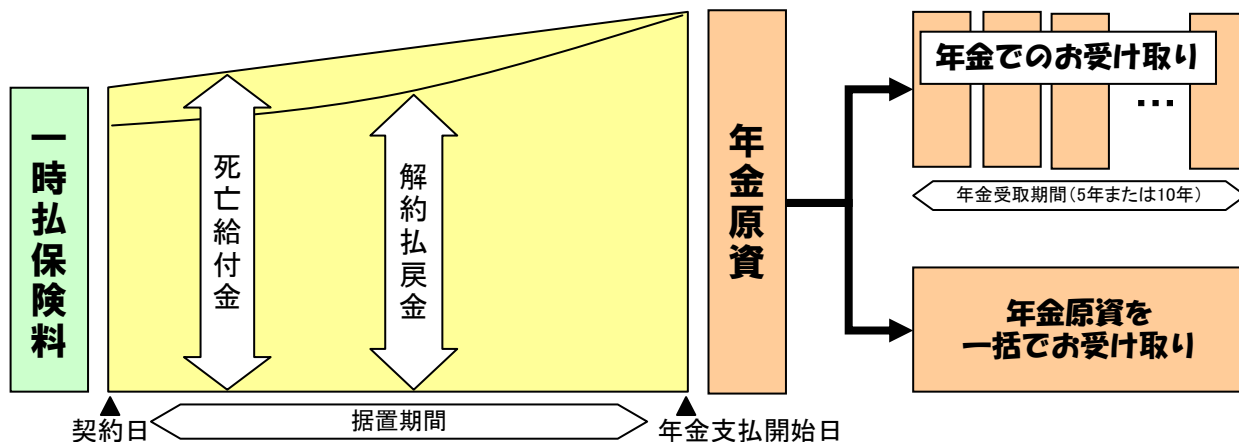 一時払保険料
死亡給付金
解約払戻金
年金原資
年金でのお受け取り
…
年金受取期間(5年または10年)
年金原資を
一括でお受け取り
契約日
据置期間
年金支払開始日